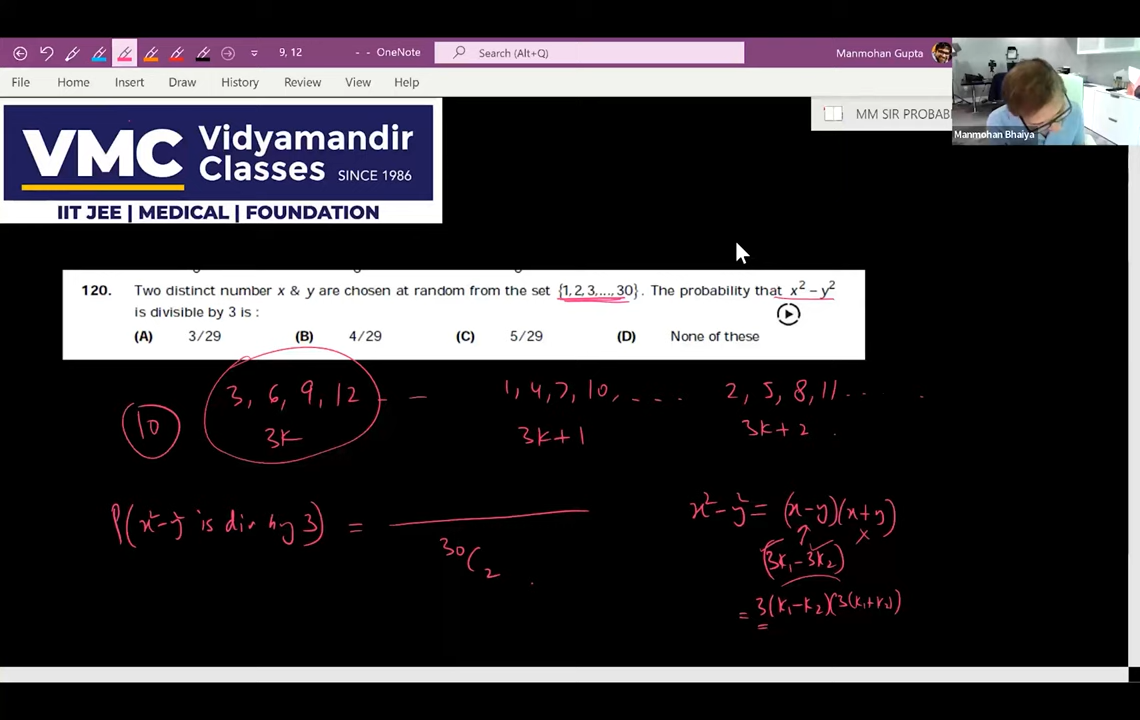 9, 12 - - OneNote
Search (Alt+Q)
Manmohan Gupta
File Home Insert Draw History Review View Help
MM SIR PROBAB
Manmohan Bhaiya
VMC Vidyamandir Classes SINCE 1986
IIT JEE | MEDICAL | FOUNDATION
120. Two distinct number x & y are chosen at random from the set {1, 2, 3,...., 30}. The probability that x² – y²
is divisible by 3 is :
(A) 3/29 (B) 4/29 (C) 5/29 (D) None of these
10 3, 6, 9, 12 - - 1, 4, 7, 10, .... 2, 5, 8, 11 ....
3k 3k+1 3k+2
P(x²-y² is div by 3) = x²-y² = (x-y)(x+y)
³⁰C₂ (3k₁-3k₂)
= 3(k₁-k₂)(3(k₁+k₂))